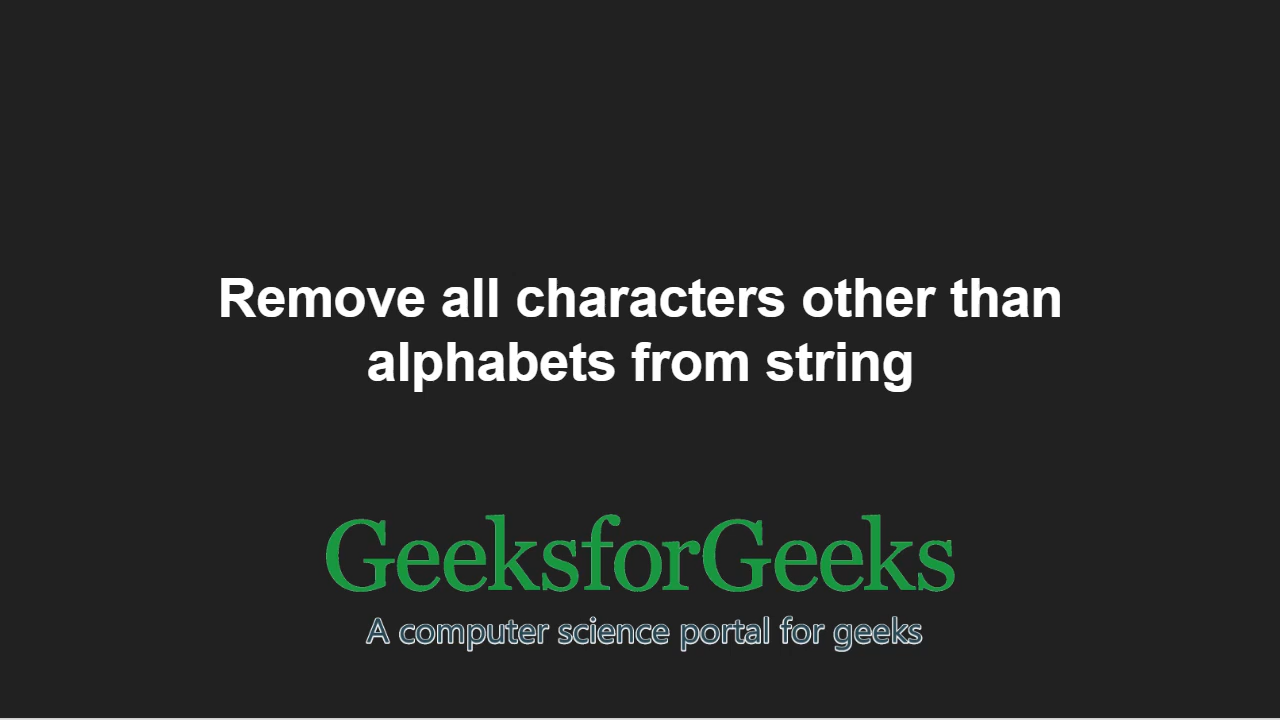 Remove all characters other than
alphabets from string
GeeksforGeeks
A computer science portal for geeks